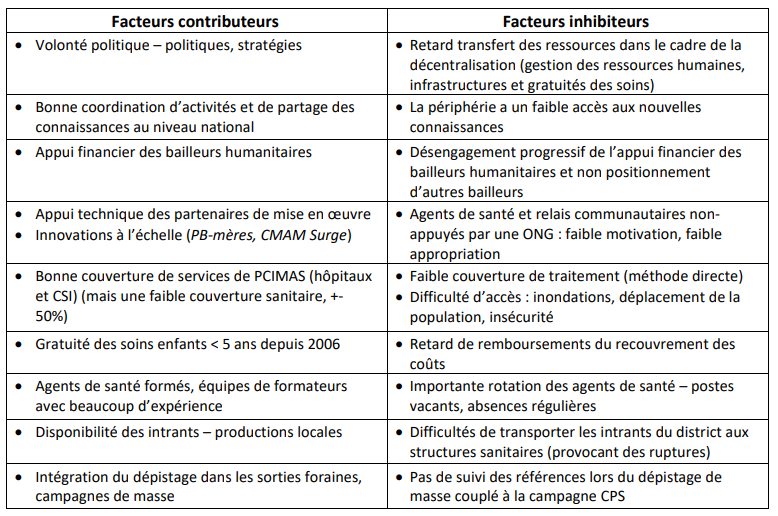 Facteurs contributeurs
Facteurs inhibiteurs
• Volonté politique – politiques, stratégies
• Retard transfert des ressources dans le cadre de la
décentralisation (gestion des ressources humaines,
infrastructures et gratuités des soins)
• Bonne coordination d’activités et de partage des
connaissances au niveau national
• La périphérie a un faible accès aux nouvelles
connaissances
• Appui financier des bailleurs humanitaires
• Désengagement progressif de l’appui financier des
bailleurs humanitaires et non positionnement
d’autres bailleurs
• Appui technique des partenaires de mise en œuvre
• Innovations à l’échelle (PB-mères, CMAM Surge)
• Agents de santé et relais communautaires non-
appuyés par une ONG : faible motivation, faible
appropriation
• Bonne couverture de services de PCIMAS (hôpitaux
et CSI) (mais une faible couverture sanitaire, +-
50%)
• Faible couverture de traitement (méthode directe)
• Difficulté d’accès : inondations, déplacement de la
population, insécurité
• Gratuité des soins enfants < 5 ans depuis 2006
• Retard de remboursements du recouvrement des
coûts
• Agents de santé formés, équipes de formateurs
avec beaucoup d’expérience
• Importante rotation des agents de santé – postes
vacants, absences régulières
• Disponibilité des intrants – productions locales
• Difficultés de transporter les intrants du district aux
structures sanitaires (provocant des ruptures)
• Intégration du dépistage dans les sorties foraines,
campagnes de masse
• Pas de suivi des références lors du dépistage de
masse couplé à la campagne CPS